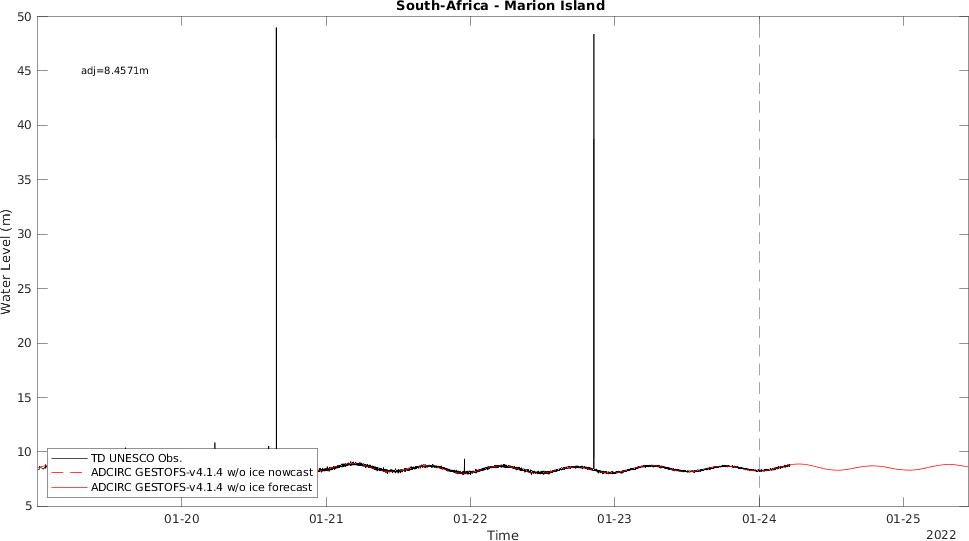 South-Africa - Marion Island
50
45
40
35
30
25
20
15
10
5
Water Level (m)
adj=8.4571m
TD UNESCO Obs.
ADCIRC GESTOFS-v4.1.4 w/o ice nowcast
ADCIRC GESTOFS-v4.1.4 w/o ice forecast
01-20 01-21 01-22 01-23 01-24 01-25
Time
2022